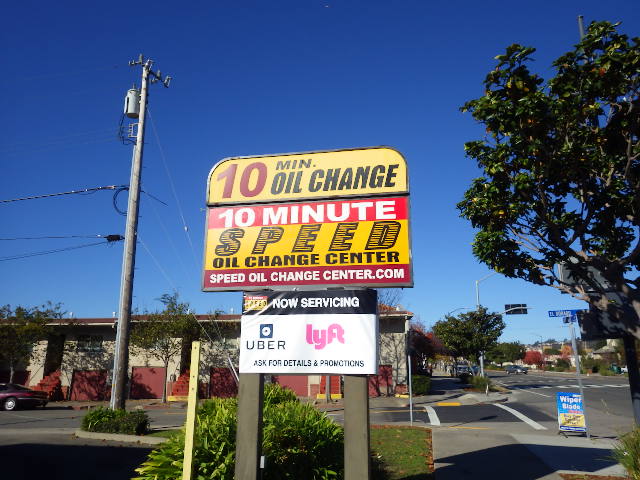 10 MIN. OIL CHANGE
10 MINUTE
SPEED
OIL CHANGE CENTER
SPEED OIL CHANGE CENTER.COM
SPEED
NOW SERVICING
UBER lyft
ASK FOR DETAILS & PROMOTIONS
Wiper
Blade